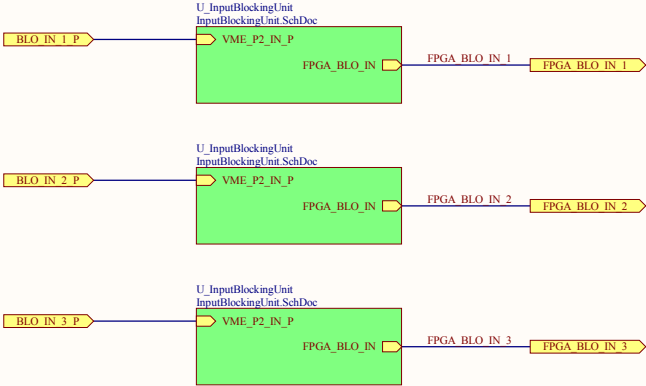 U_InputBlockingUnit
InputBlockingUnit.SchDoc
BLO_IN_1_P
VME_P2_IN_P
FPGA_BLO_IN
FPGA_BLO_IN_1
FPGA_BLO_IN_1
U_InputBlockingUnit
InputBlockingUnit.SchDoc
BLO_IN_2_P
VME_P2_IN_P
FPGA_BLO_IN
FPGA_BLO_IN_2
FPGA_BLO_IN_2
U_InputBlockingUnit
InputBlockingUnit.SchDoc
BLO_IN_3_P
VME_P2_IN_P
FPGA_BLO_IN
FPGA_BLO_IN_3
FPGA_BLO_IN_3